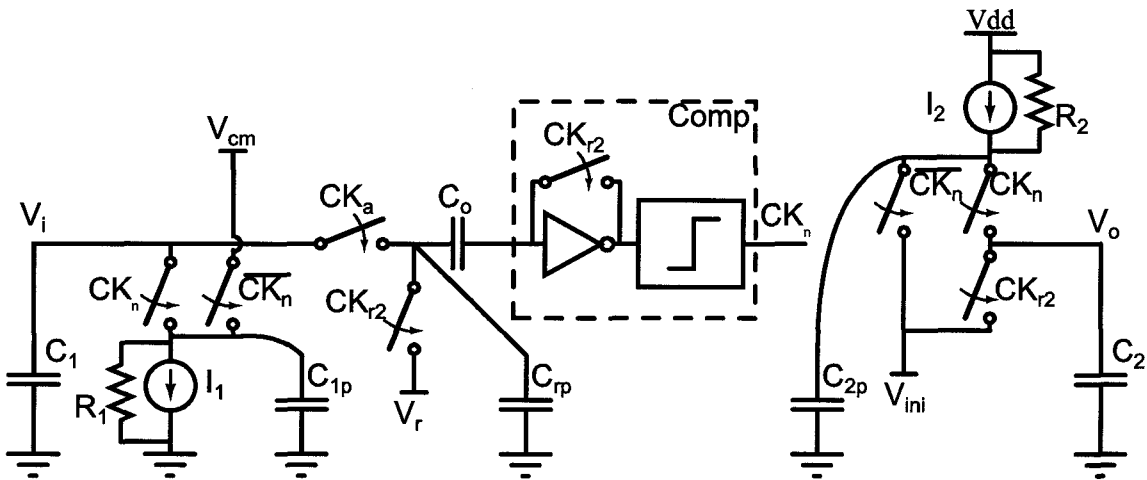 Vdd
I2
R2
Comp
CKr2
Vcm
CKa
Co
CKn
CKn
CKn
Vi
Vo
CKn
CKn
CKr2
CKr2
C1
R1
I1
C1p
Vr
Crp
C2p
Vini
C2